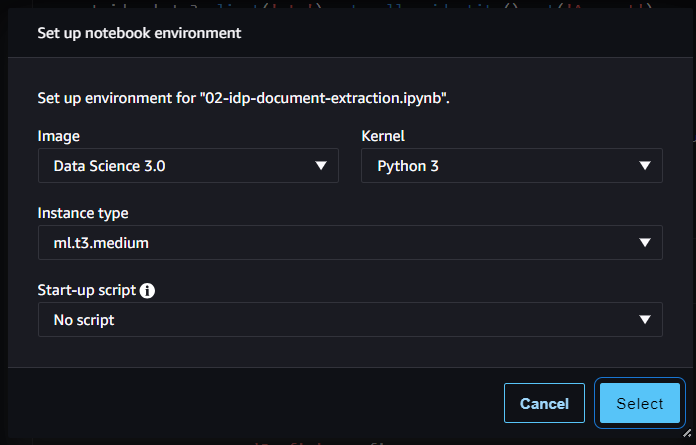 Set up notebook environment
Set up environment for "02-idp-document-extraction.ipynb".
Image Kernel
Data Science 3.0 Python 3
Instance type
ml.t3.medium
Start-up script
No script
Cancel Select